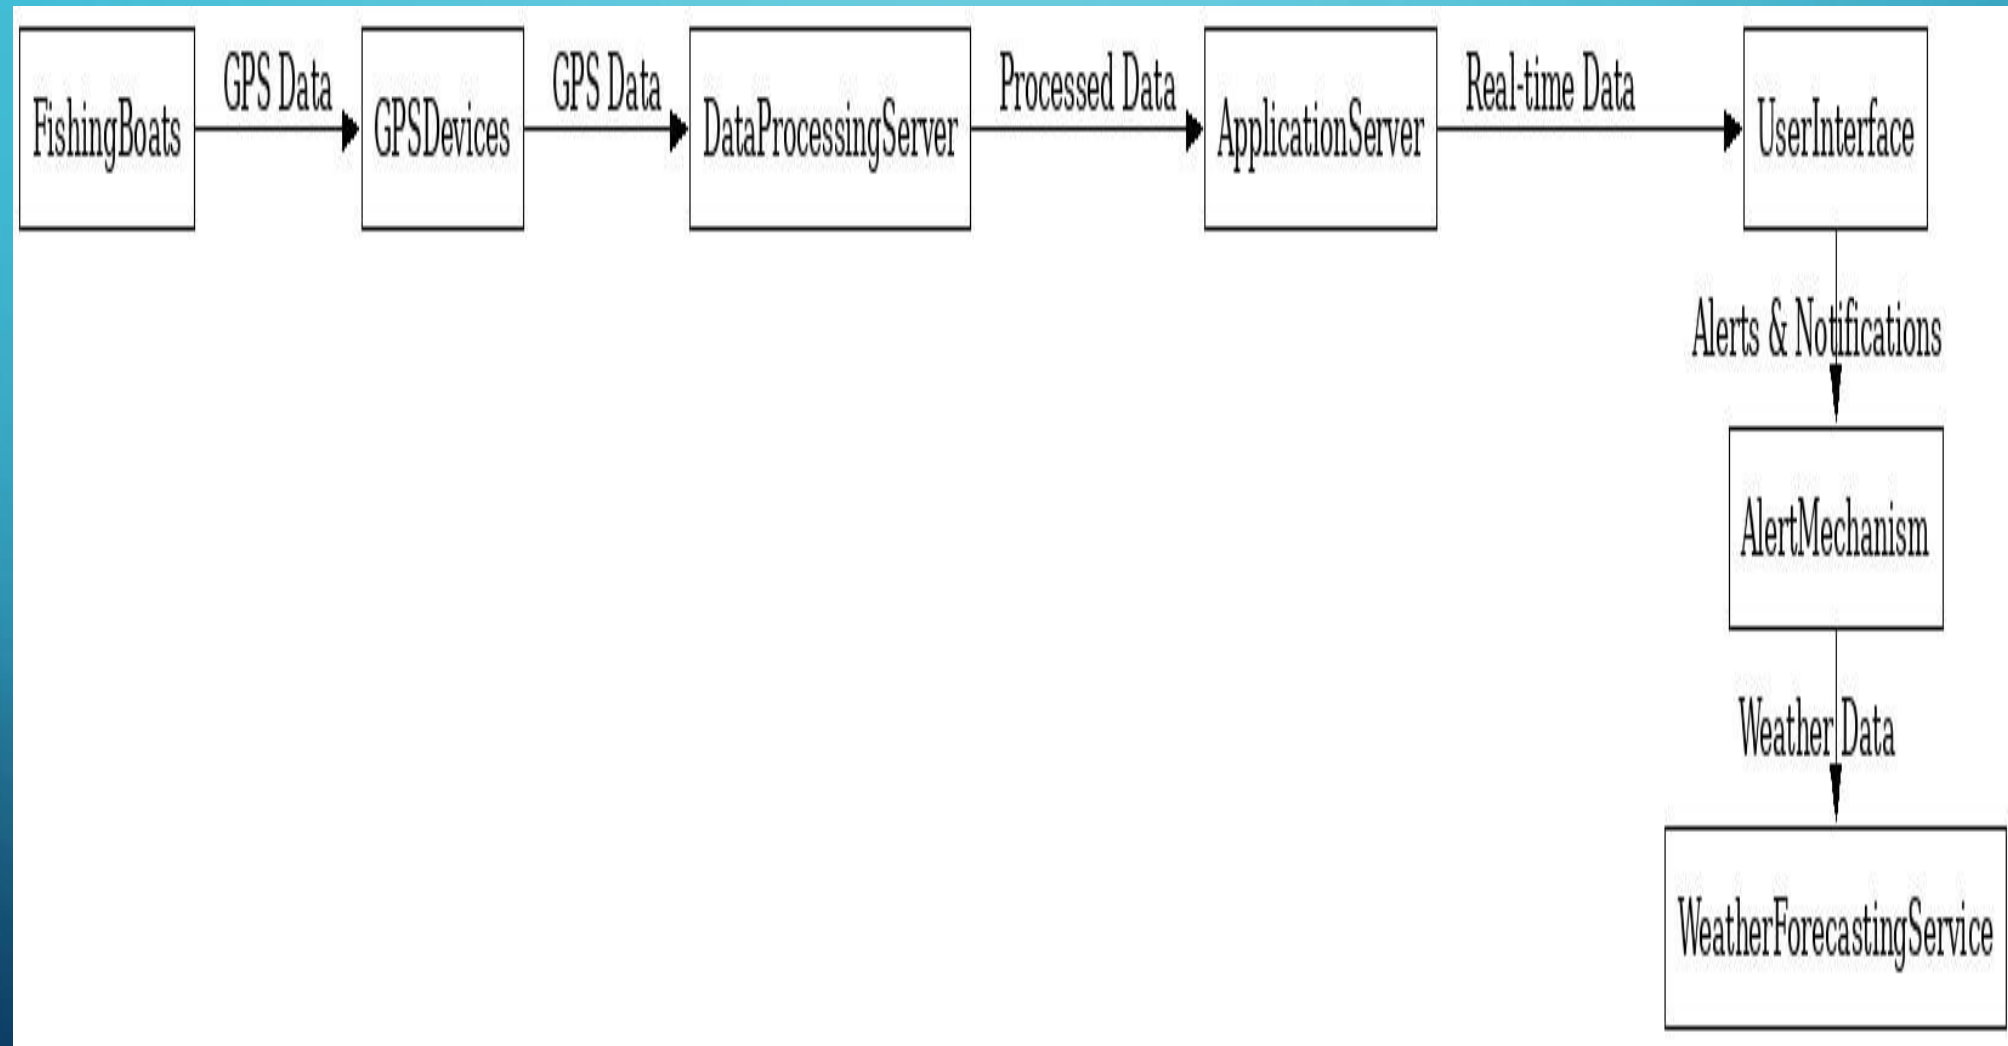 FishingBoats
GPS Data
GPSDevices
GPS Data
DataProcessingServer
Processed Data
ApplicationServer
Real-time Data
UserInterface
Alerts & Notifications
AlertMechanism
Weather Data
WeatherForecastingService